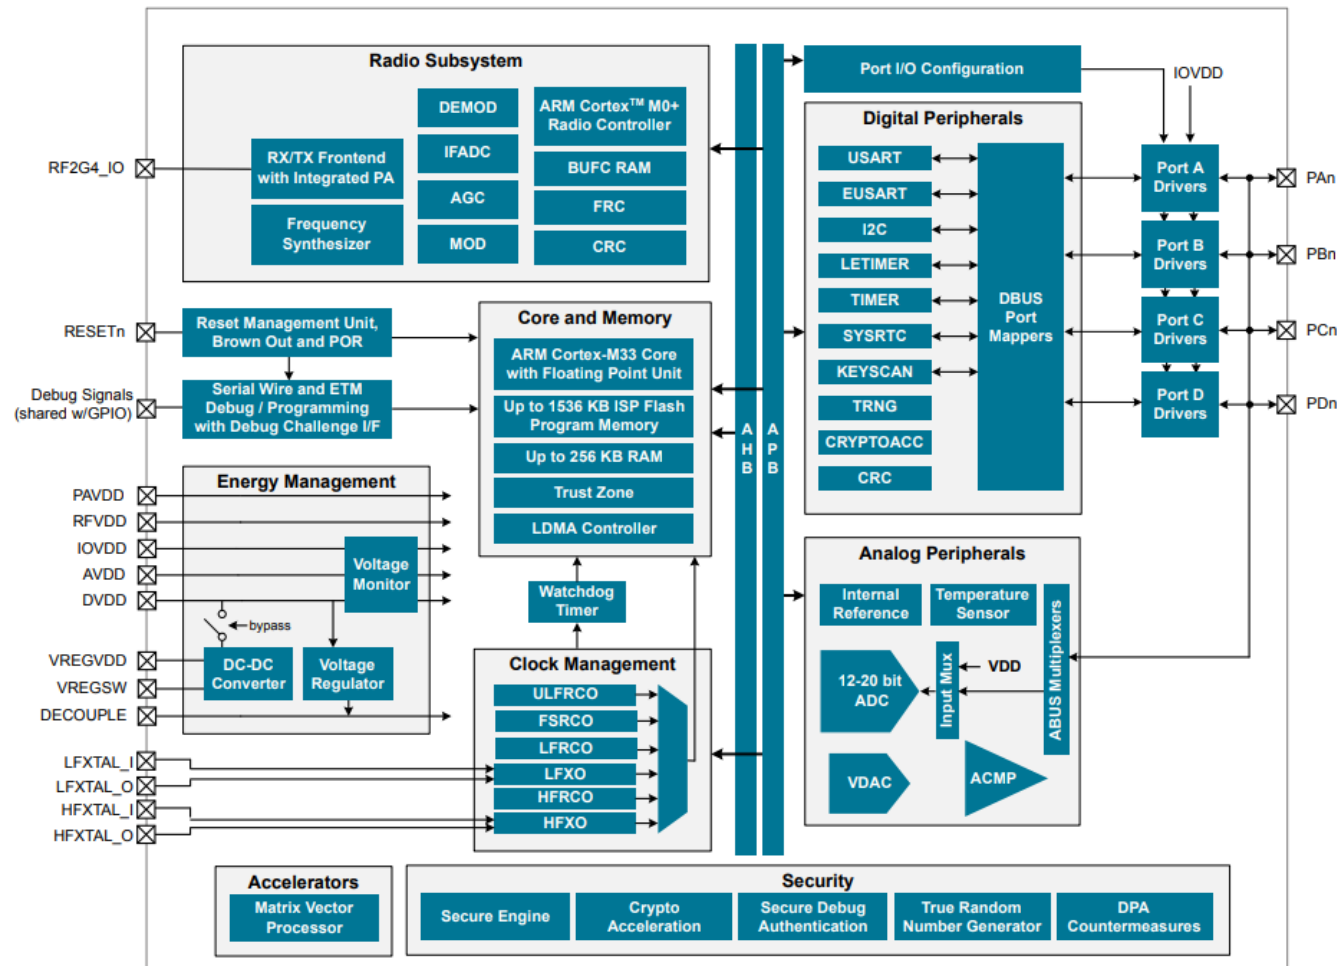 Radio Subsystem
DEMOD
IFADC
AGC
MOD
ARM Cortex™ M0+
Radio Controller
BUFC RAM
FRC
CRC
RX/TX Frontend
with Integrated PA
Frequency
Synthesizer
RF2G4_IO
RESETn
Debug Signals
(shared w/GPIO)
Reset Management Unit,
Brown Out and POR
Serial Wire and ETM
Debug / Programming
with Debug Challenge I/F
Core and Memory
ARM Cortex-M33 Core
with Floating Point Unit
Up to 1536 KB ISP Flash
Program Memory
Up to 256 KB RAM
Trust Zone
LDMA Controller
Watchdog
Timer
Energy Management
PAVDD
RFVDD
IOVDD
AVDD
DVDD
VREGVDD
VREGSW
DECOUPLE
Voltage
Monitor
bypass
DC-DC
Converter
Voltage
Regulator
LFXTAL_I
LFXTAL_O
HFXTAL_I
HFXTAL_O
Clock Management
ULFRCO
FSRCO
LFRCO
LFXO
HFRCO
HFXO
A
H
B
A
P
B
Port I/O Configuration
IOVDD
Digital Peripherals
USART
EUSART
I2C
LETIMER
TIMER
SYSRTC
KEYSCAN
TRNG
CRYPTOACC
CRC
DBUS
Port
Mappers
Port A
Drivers
Port B
Drivers
Port C
Drivers
Port D
Drivers
PAn
PBn
PCn
PDn
Analog Peripherals
Internal
Reference
Temperature
Sensor
12-20 bit
ADC
Input Mux
VDD
ABUS Multiplexers
VDAC
ACMP
Accelerators
Matrix Vector
Processor
Security
Secure Engine
Crypto
Acceleration
Secure Debug
Authentication
True Random
Number Generator
DPA
Countermeasures